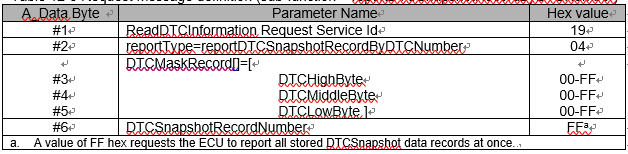 A. Data Byte Parameter Name Hex value
#1 ReadDTCInformation Request Service Id 19
#2 reportType=reportDTCSnapshotRecordByDTCNumber 04
DTCMaskRecord[]=[
#3 DTCHighByte 00-FF
#4 DTCMiddleByte 00-FF
#5 DTCLowByte ] 00-FF
#6 DTCSnapshotRecordNumber FFa
a. A value of FF hex requests the ECU to report all stored DTCSnapshot data records at once.